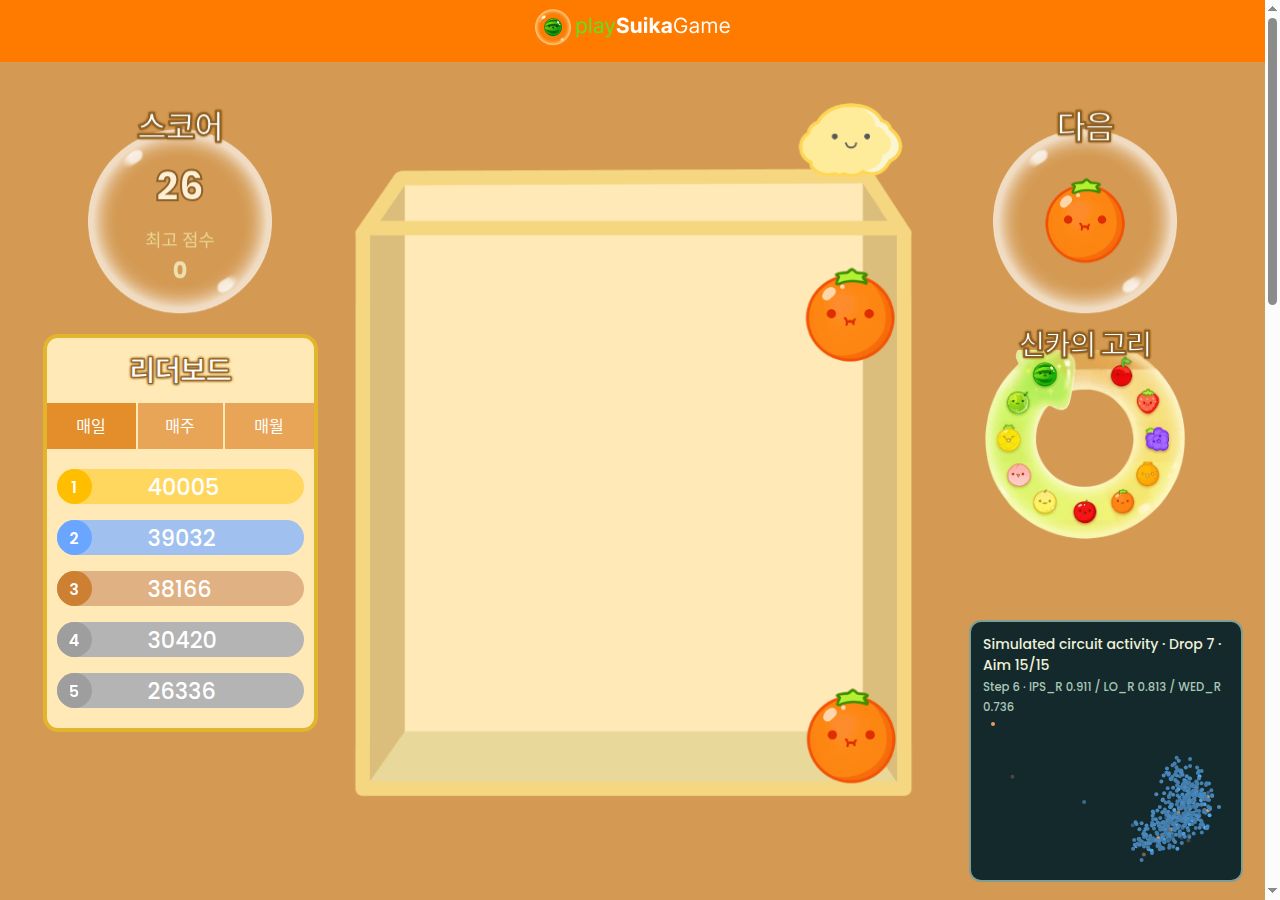 playSuikaGame
스코어
26
최고 점수
0
리더보드
매일 매주 매월
1 40005
2 39032
3 38166
4 30420
5 26336
다음
신카의 고리
Simulated circuit activity · Drop 7 ·
Aim 15/15
Step 6 · IPS_R 0.911 / LO_R 0.813 / WED_R
0.736